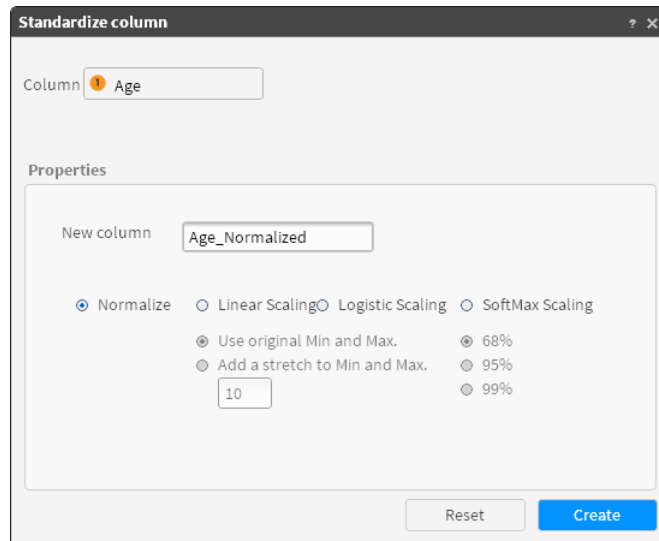 Standardize column ? ×
Column 1 Age
Properties
New column Age_Normalized
Normalize Linear Scaling Logistic Scaling SoftMax Scaling
Use original Min and Max. 68%
Add a stretch to Min and Max. 95%
10 99%
Reset Create